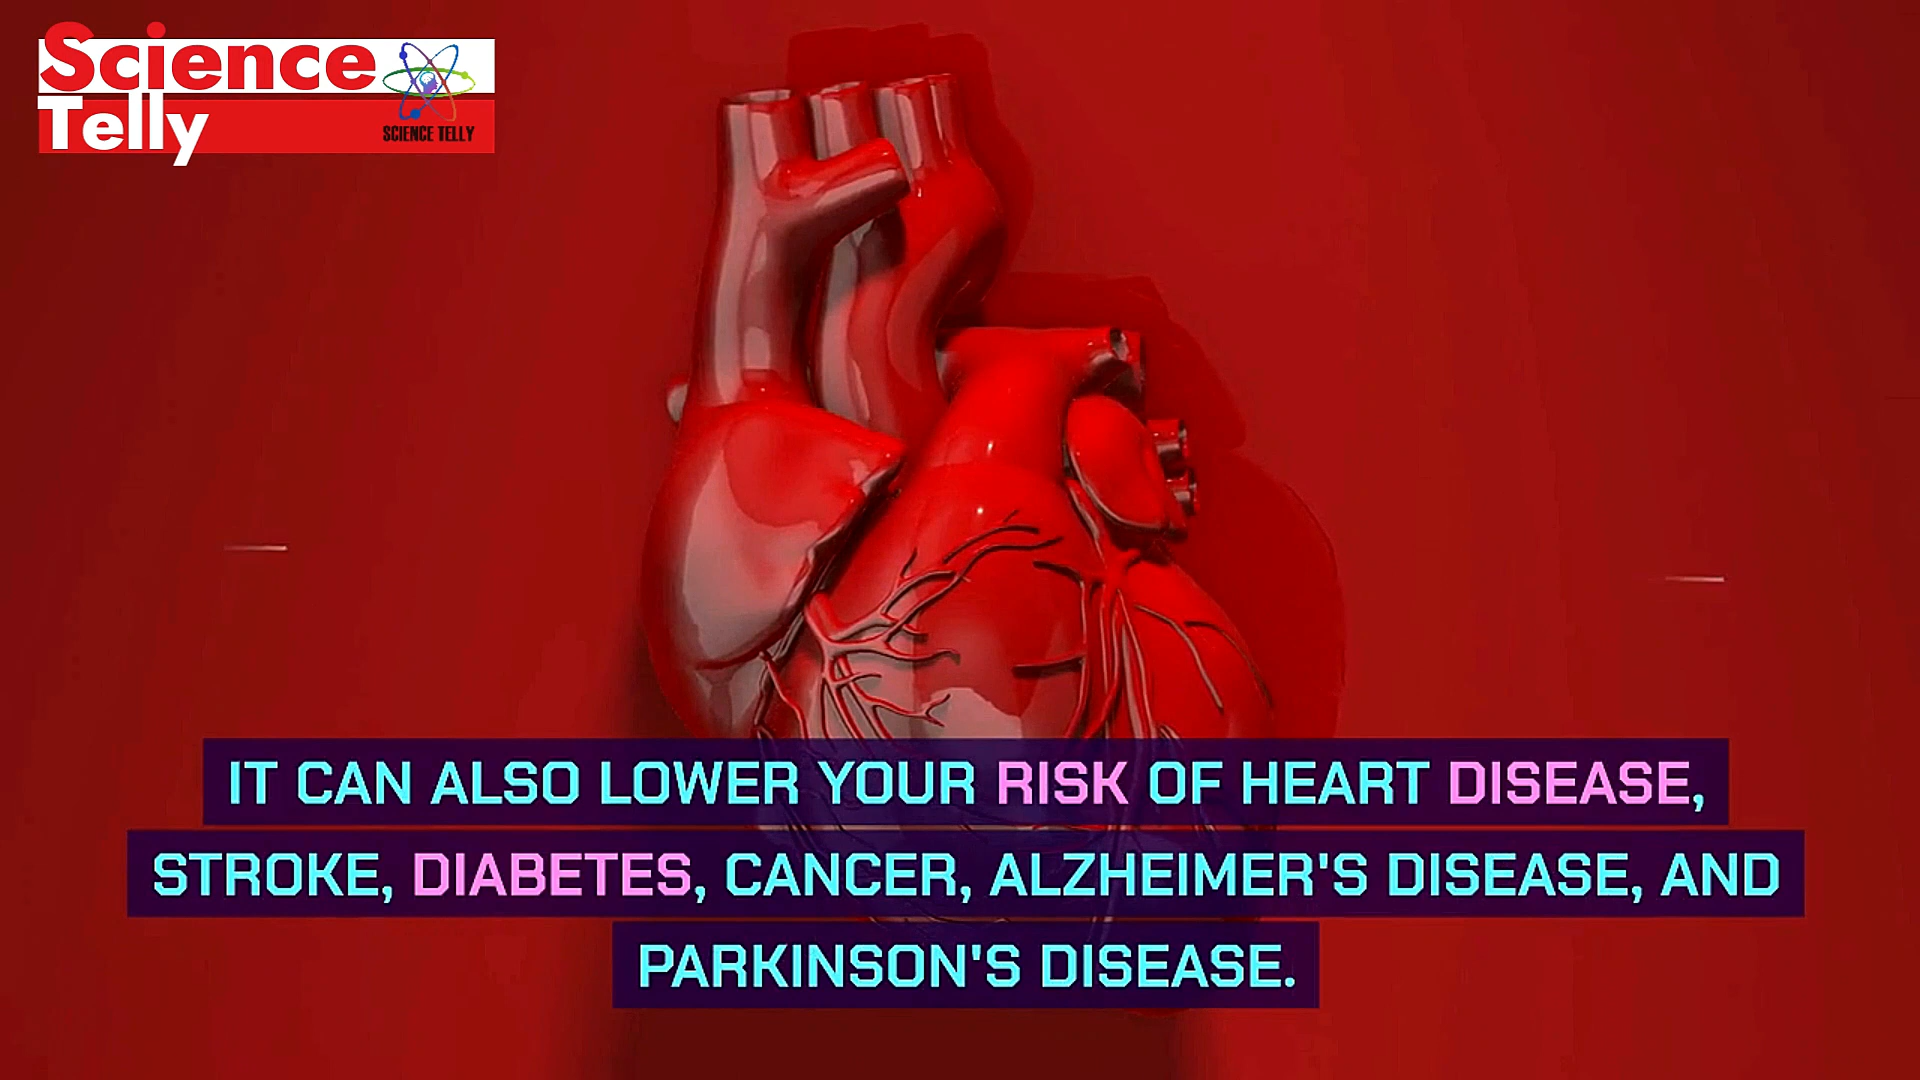 Science
Telly
SCIENCE TELLY
IT CAN ALSO LOWER YOUR RISK OF HEART DISEASE,
STROKE, DIABETES, CANCER, ALZHEIMER'S DISEASE, AND
PARKINSON'S DISEASE.